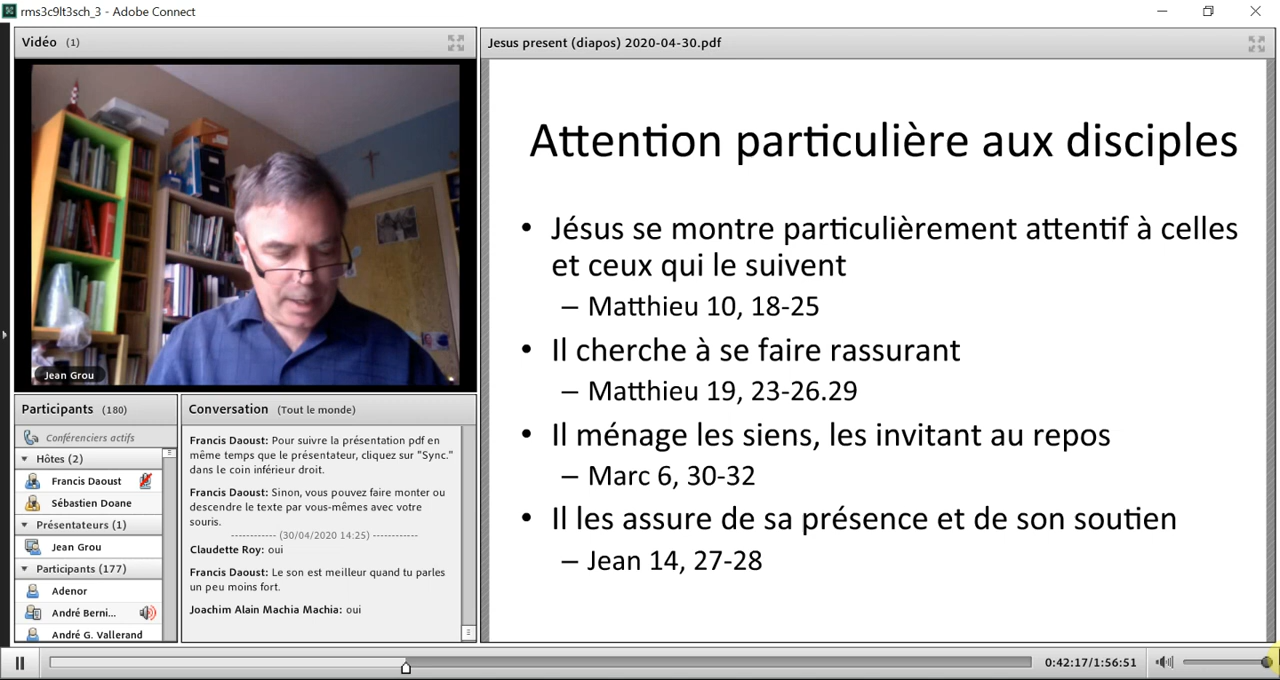 rms3c9lt3sch_3 - Adobe Connect
Vidéo (1)
Jean Grou
Participants (180)
Conférenciers actifs
Hôtes (2)
Francis Daoust
Sébastien Doane
Présentateurs (1)
Jean Grou
Participants (177)
Adenor
André Berni...
André G. Vallerand
Conversation (Tout le monde)
Francis Daoust: Pour suivre la présentation pdf en
même temps que le présentateur, cliquez sur "Sync."
dans le coin inférieur droit.
Francis Daoust: Sinon, vous pouvez faire monter ou
descendre le texte par vous-mêmes avec votre
souris.
------------ (30/04/2020 14:25) ------------
Claudette Roy: oui
Francis Daoust: Le son est meilleur quand tu parles
un peu moins fort.
Joachim Alain Machia Machia: oui
Jesus present (diapos) 2020-04-30.pdf
Attention particulière aux disciples
• Jésus se montre particulièrement attentif à celles
et ceux qui le suivent
– Matthieu 10, 18-25
• Il cherche à se faire rassurant
– Matthieu 19, 23-26.29
• Il ménage les siens, les invitant au repos
– Marc 6, 30-32
• Il les assure de sa présence et de son soutien
– Jean 14, 27-28
0:42:17/1:56:51